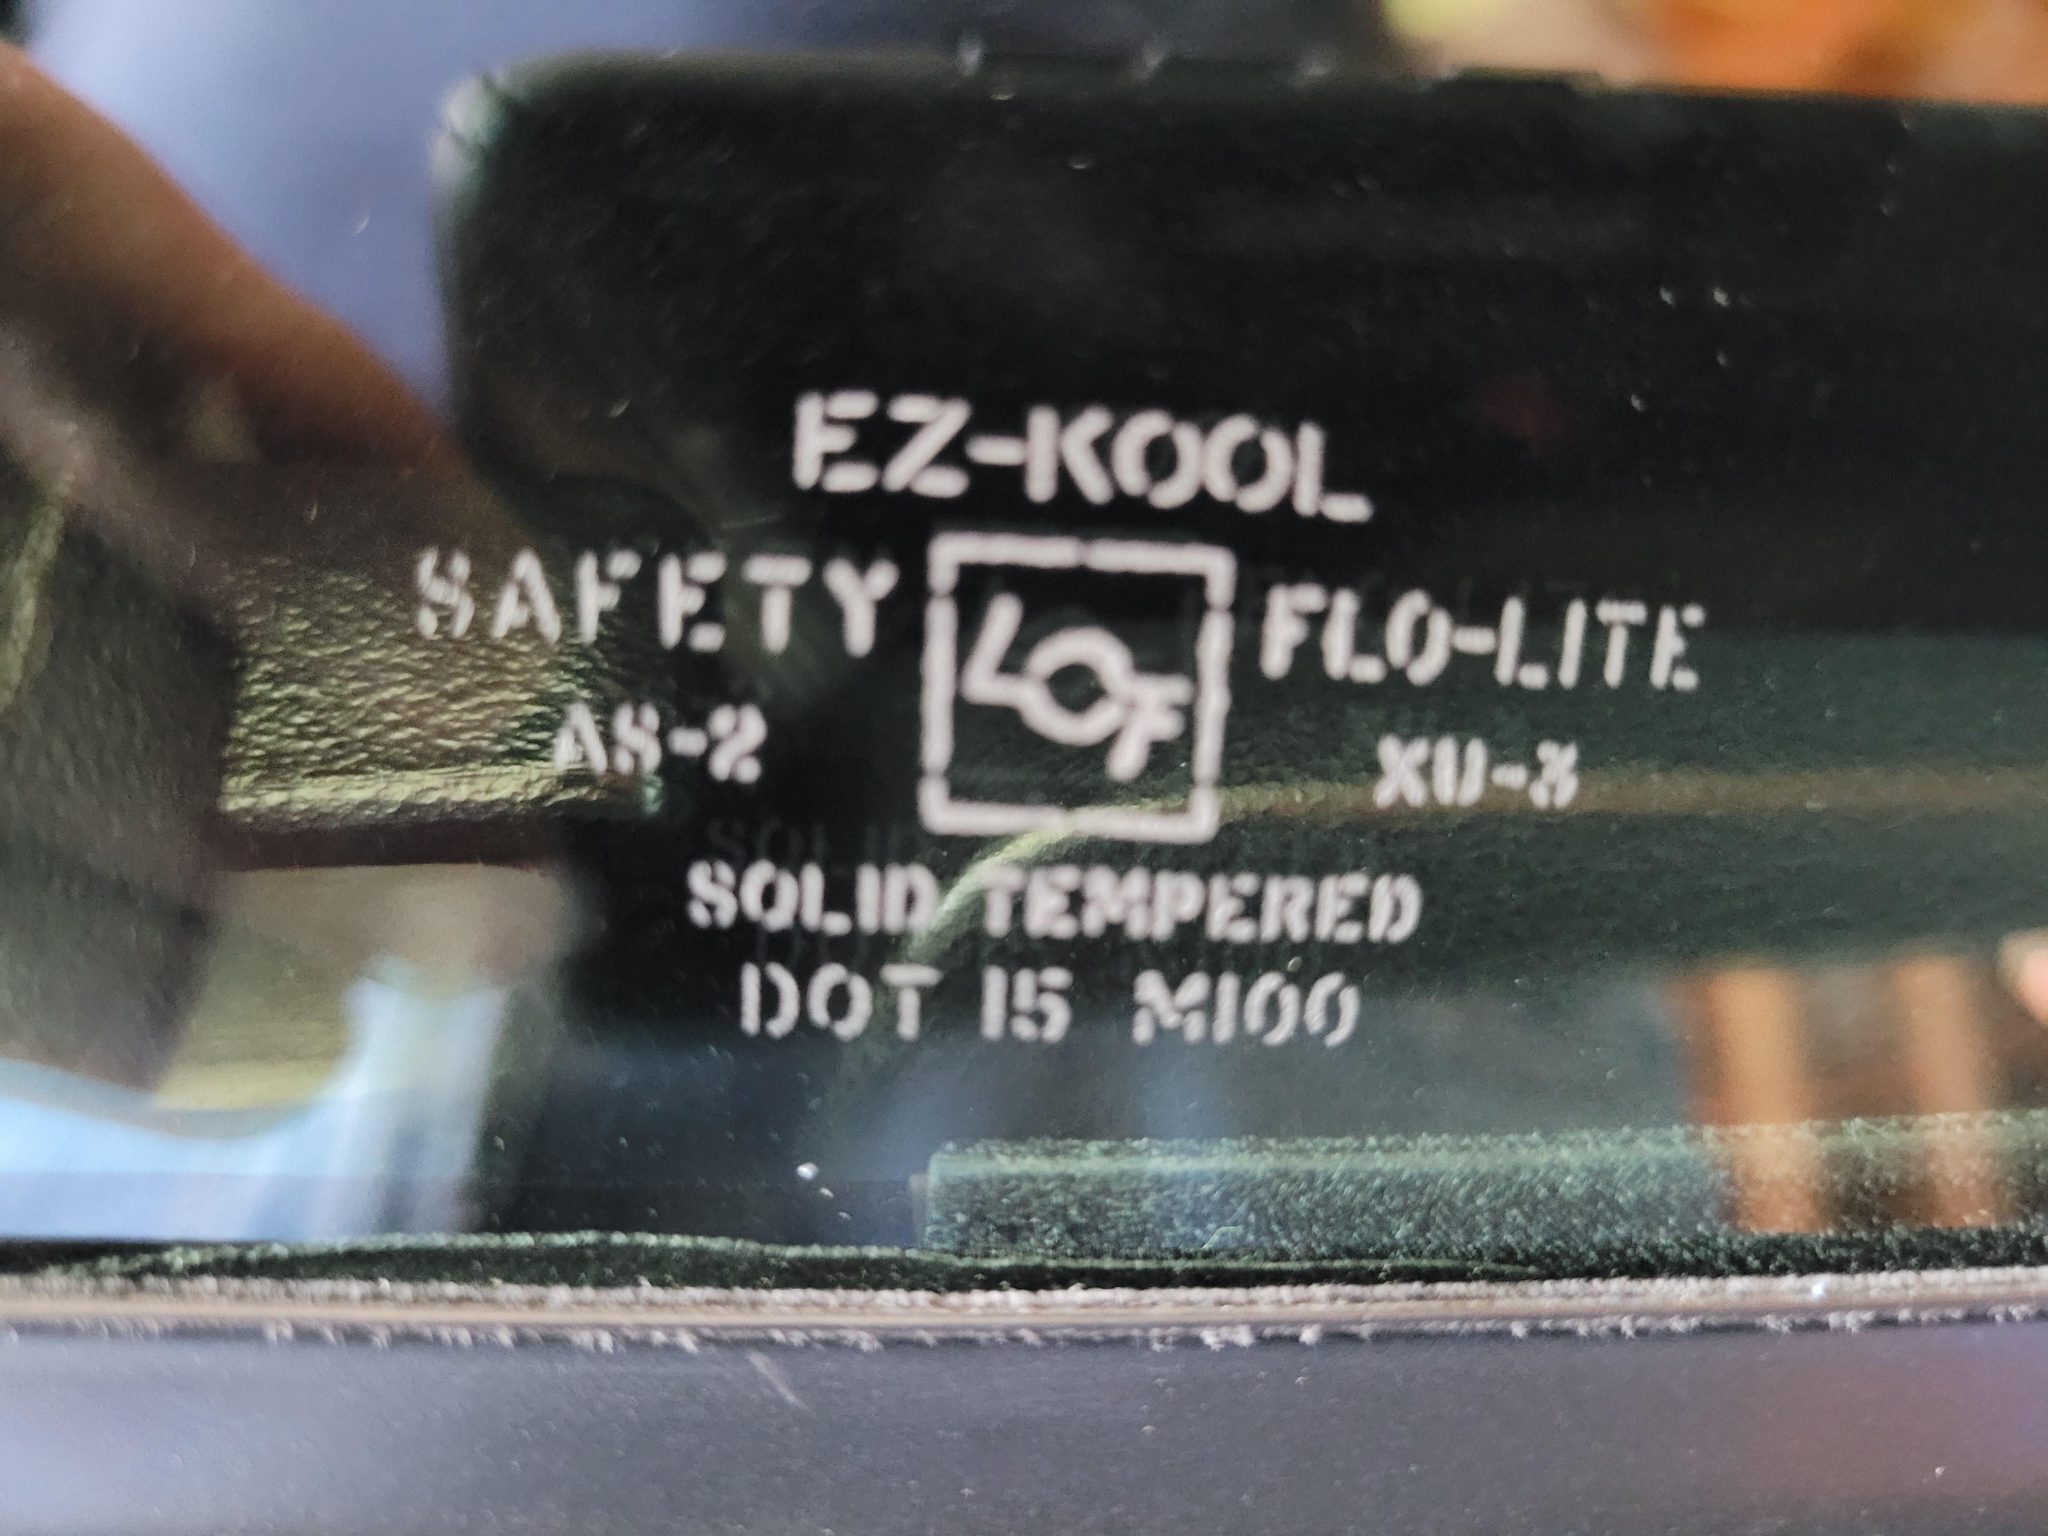 EZ-KOOL
SAFETY LOF FLO-LITE
AS-2 XU-3
SOLID TEMPERED
DOT 15 M100